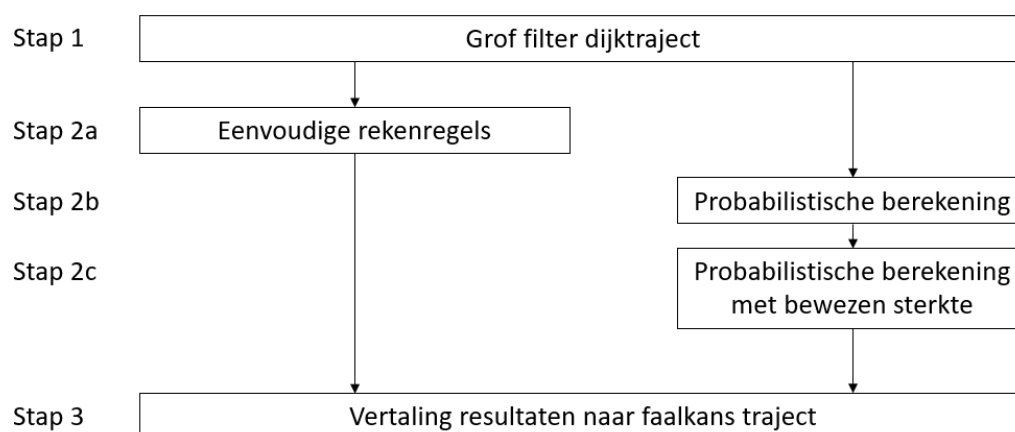 Stap 1
Grof filter dijktraject
Stap 2a
Eenvoudige rekenregels
Stap 2b
Probabilistische berekening
Stap 2c
Probabilistische berekening
met bewezen sterkte
Stap 3
Vertaling resultaten naar faalkans traject